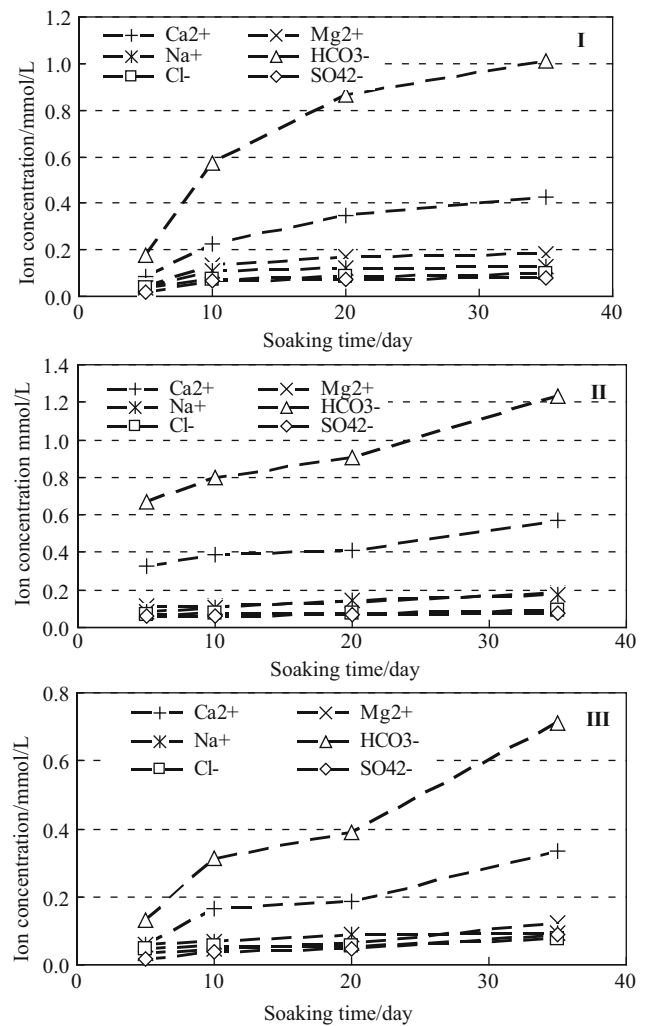 1.2
Ca2+ Mg2+ I
Na+ HCO3-
Cl- SO42-
1.0
0.8
0.6
0.4
0.2
0.0
0 10 20 30 40
Ion concentration/mmol/L
Soaking time/day
1.4
Ca2+ Mg2+ II
Na+ HCO3-
Cl- SO42-
1.2
1.0
0.8
0.6
0.4
0.2
0.0
0 10 20 30 40
Ion concentration mmol/L
Soaking time/day
0.8
Ca2+ Mg2+ III
Na+ HCO3-
Cl- SO42-
0.6
0.4
0.2
0.0
0 10 20 30 40
Ion concentration/mmol/L
Soaking time/day